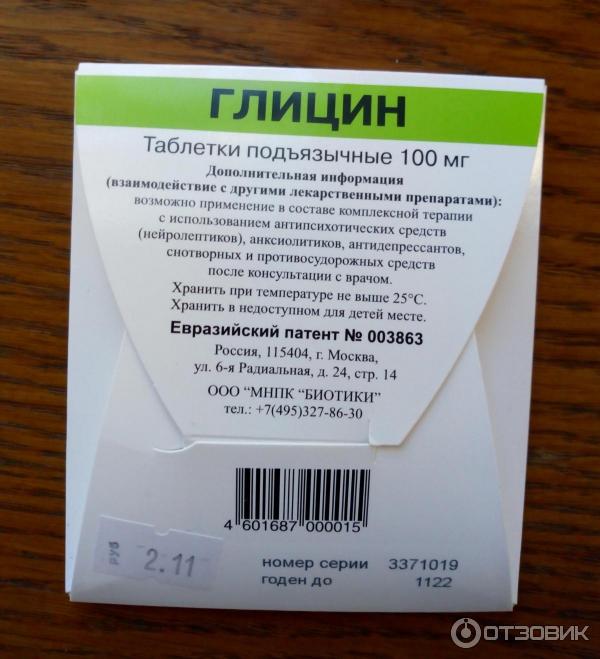 ГЛИЦИН
Таблетки подъязычные 100 мг
Дополнительная информация
(взаимодействие с другими лекарственными препаратами):
возможно применение в составе комплексной терапии
с использованием антипсихотических средств
(нейролептиков), анксиолитиков, антидепрессантов,
снотворных и противосудорожных средств
после консультации с врачом.
Хранить при температуре не выше 25°С.
Хранить в недоступном для детей месте.
Евразийский патент № 003863
Россия, 115404, г. Москва,
ул. 6-я Радиальная, д. 24, стр. 14
ООО “МНПК “БИОТИКИ”
тел.: +7(495)327-86-30
4 601687 000015
руб 2.11
номер серии 3371019
годен до 1122
ОТЗОВИК